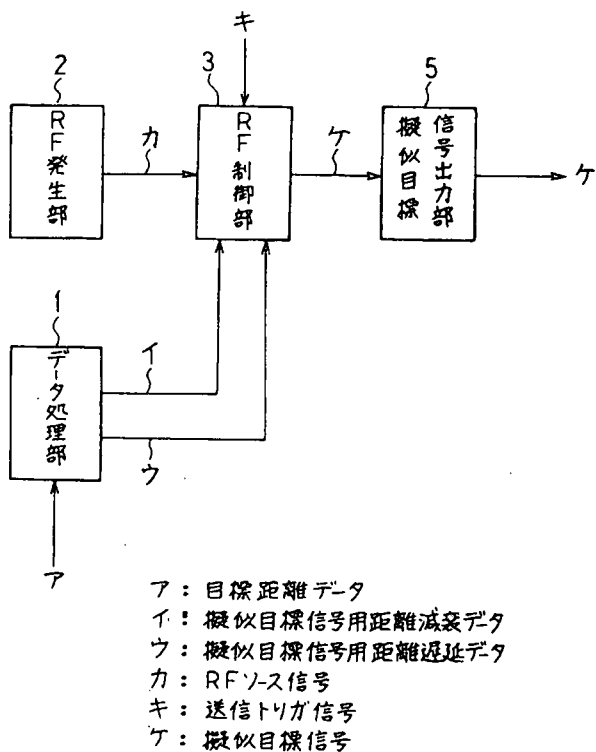 キ
2
3
5
RF発生部
カ
RF制御部
ケ
擬似目標
信号出力部
ケ
1
データ処理部
イ
ウ
ア
ア：目標距離データ
イ：擬似目標信号用距離減衰データ
ウ：擬似目標信号用距離遅延データ
カ：RFソース信号
キ：送信トリガ信号
ケ：擬似目標信号